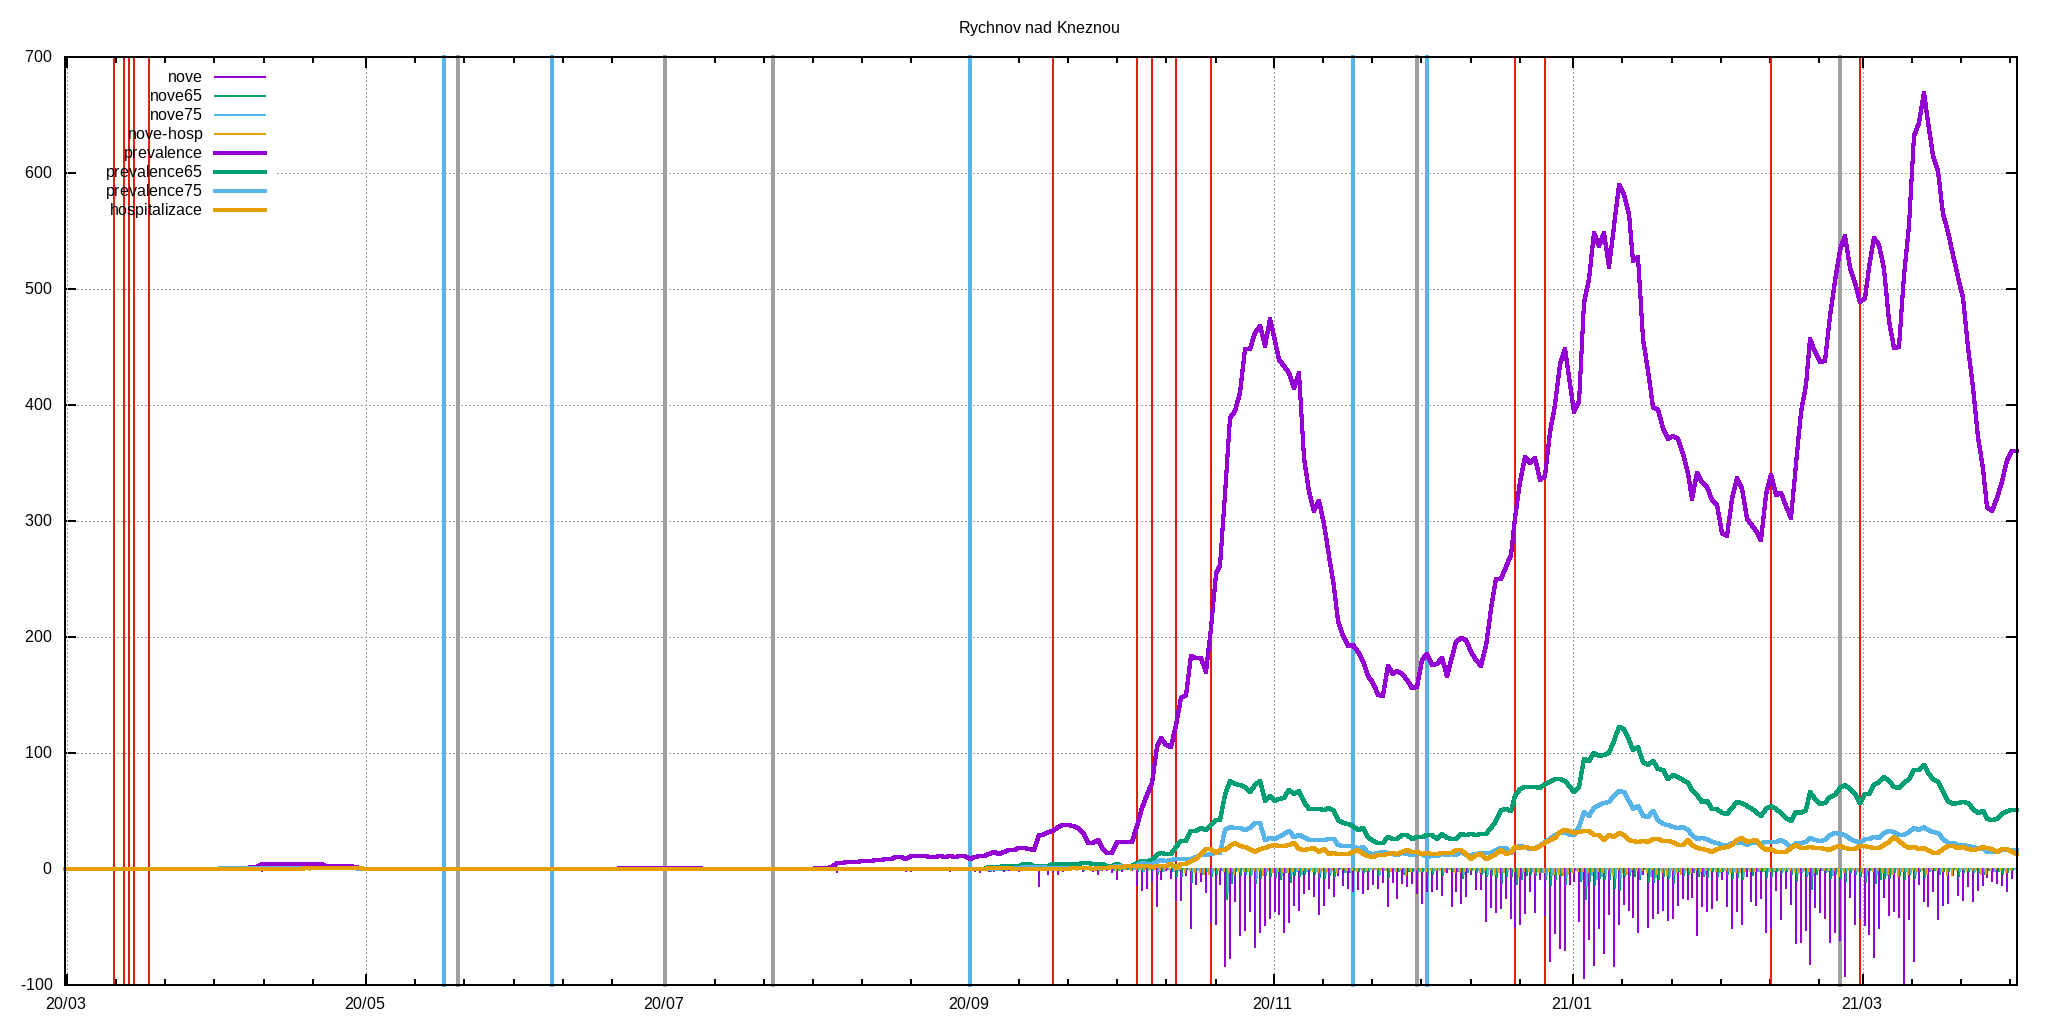 Rychnov nad Kneznou
700
600
500
400
300
200
100
0
-100
nove
nove65
nove75
nove-hosp
prevalence
prevalence65
prevalence75
hospitalizace
20/03 20/05 20/07 20/09 20/11 21/01 21/03